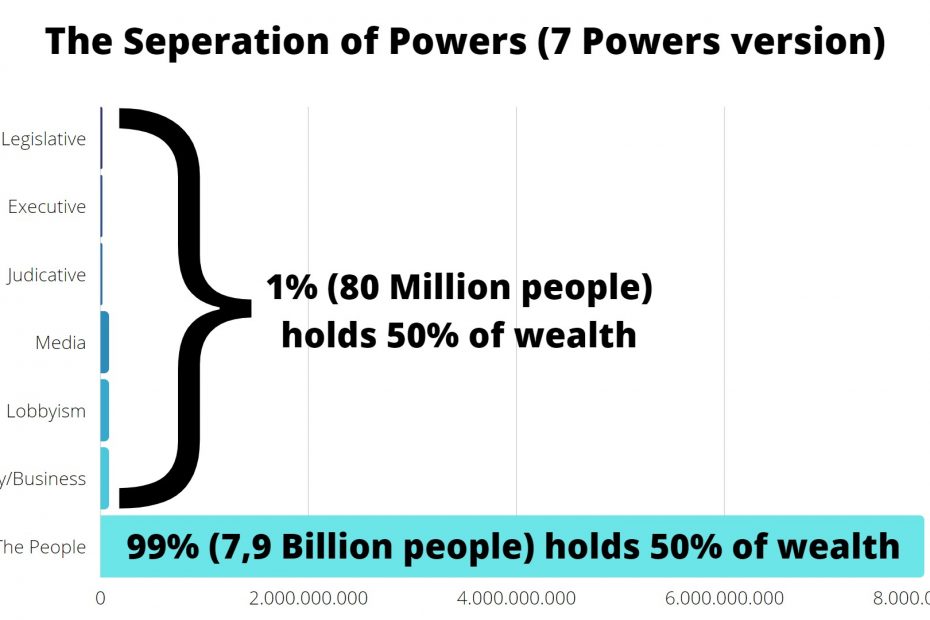 The Seperation of Powers (7 Powers version)
Legislative
Executive
Judicative
Media
Lobbyism
y/Business
The People
1% (80 Million people)
holds 50% of wealth
99% (7,9 Billion people) holds 50% of wealth
0
2.000.000.000
4.000.000.000
6.000.000.000
8.000.0